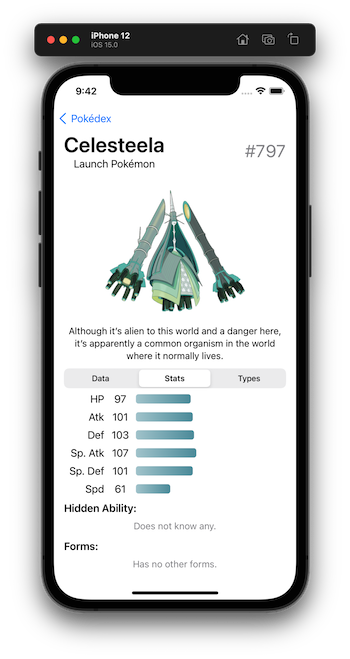 iPhone 12
iOS 15.0
9:42
Pokédex
Celesteela
#797
Launch Pokémon
Although it's alien to this world and a danger here,
it's apparently a common organism in the world
where it normally lives.
Data Stats Types
HP 97
Atk 101
Def 103
Sp. Atk 107
Sp. Def 101
Spd 61
Hidden Ability:
Does not know any.
Forms:
Has no other forms.